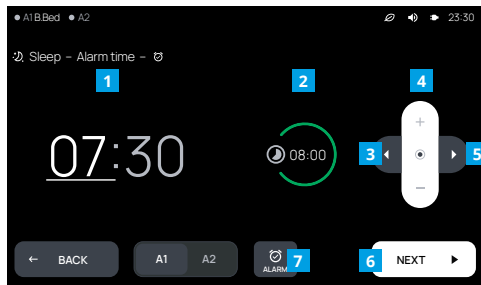 A1 B.Bed A2 23:30
Sleep – Alarm time –
1 2 4
07:30
08:00
+
3 5
–
← BACK
A1 A2
ALARM 7
6 NEXT